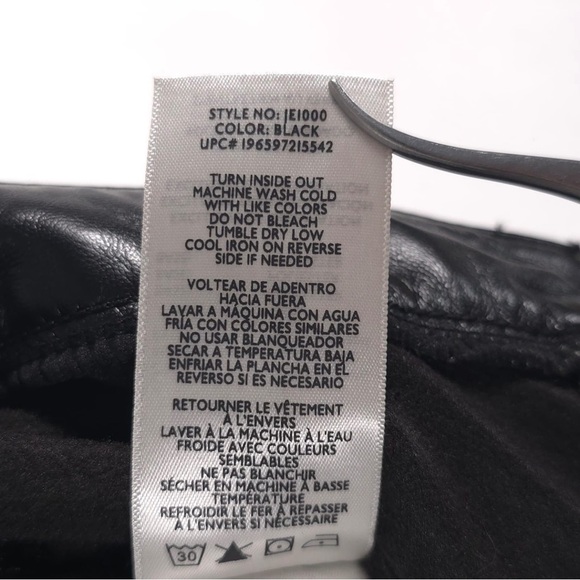 STYLE NO: JE1000
COLOR: BLACK
UPC# 196597215542
TURN INSIDE OUT
MACHINE WASH COLD
WITH LIKE COLORS
DO NOT BLEACH
TUMBLE DRY LOW
COOL IRON ON REVERSE
SIDE IF NEEDED
VOLTEAR DE ADENTRO
HACIA FUERA
LAVAR A MÁQUINA CON AGUA
FRÍA CON COLORES SIMILARES
NO USAR BLANQUEADOR
SECAR A TEMPERATURA BAJA
ENFRIAR LA PLANCHA EN EL
REVERSO SI ES NECESARIO
RETOURNER LE VÊTEMENT
À L'ENVERS
LAVER À LA MACHINE À L'EAU
FROIDE AVEC COULEURS
SEMBLABLES
NE PAS BLANCHIR
SÉCHER EN MACHINE À BASSE
TEMPÉRATURE
REFROIDIR LE FER À REPASSER
À L'ENVERS SI NÉCESSAIRE
30